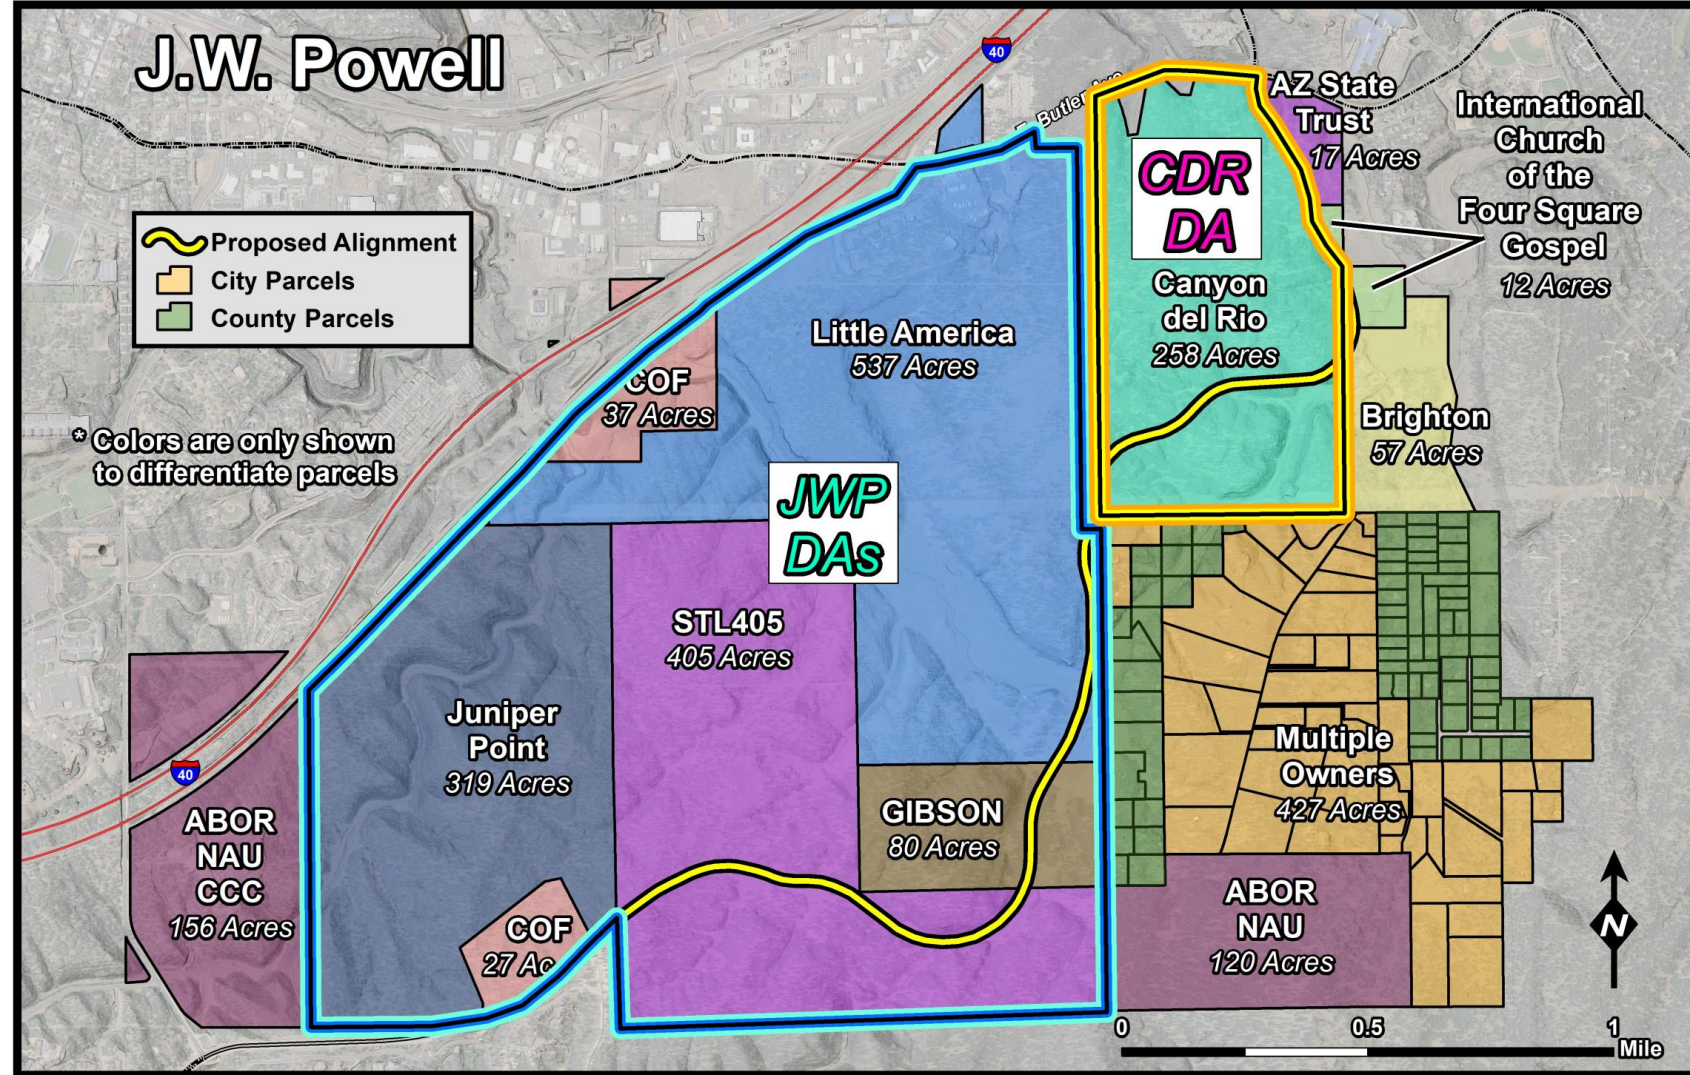 J.W. Powell
40
E. Butler Ave
Proposed Alignment
City Parcels
County Parcels
* Colors are only shown
to differentiate parcels
AZ State
Trust
17 Acres
International
Church
of the
Four Square
Gospel
12 Acres
CDR
DA
Canyon
del Rio
258 Acres
Little America
537 Acres
COF
37 Acres
Brighton
57 Acres
JWP
DAs
STL405
405 Acres
Juniper
Point
319 Acres
Multiple
Owners
427 Acres
40
GIBSON
80 Acres
ABOR
NAU
CCC
156 Acres
COF
27 Ac
ABOR
NAU
120 Acres
N
0 0.5 1
Mile